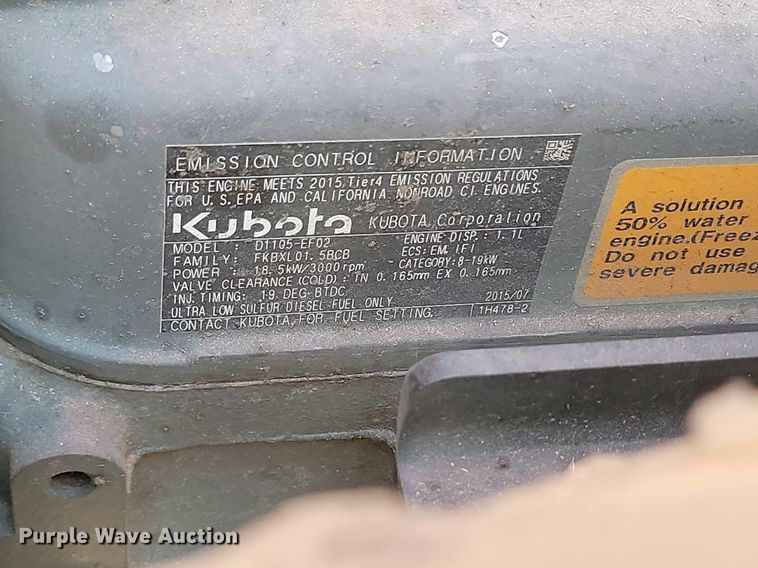 EMISSION CONTROL INFORMATION
THIS ENGINE MEETS 2015,Tier4 EMISSION REGULATIONS
FOR U.S.EPA AND CALIFORNIA NONROAD CI ENGINES.
Kubota KUBOTA Corporation
MODEL: D1105-EF02 ENGINE DISP.: 1.1L
FAMILY: FKBXL01.5BCB ECS:EM,IFI
POWER: 18.5kW/3000rpm CATEGORY:8-19kW
VALVE CLEARANCE (COLD): IN 0.165mm EX 0.165mm
INJ.TIMING: 19 DEG-BTDC
ULTRA LOW SULFUR DIESEL FUEL ONLY 2015/07
CONTACT KUBOTA,FOR FUEL SETTING. 1H478-2
A solution
50% water
engine.(Freez
Do not use
severe damag
Purple Wave Auction